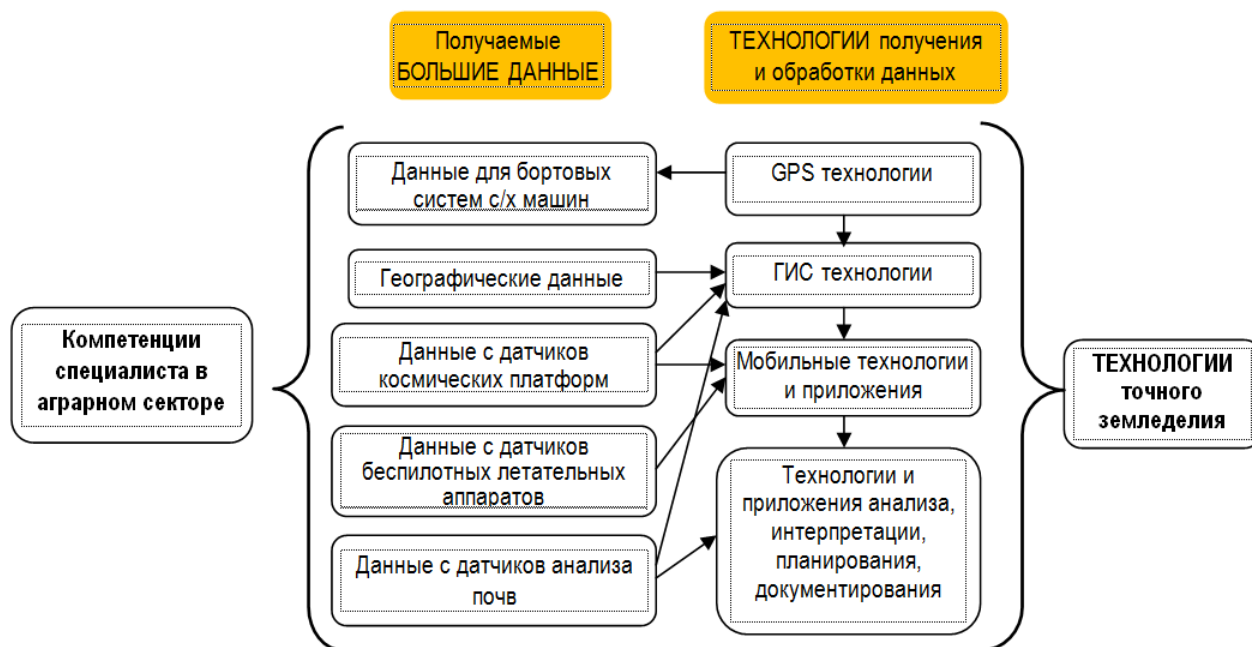 Получаемые
БОЛЬШИЕ ДАННЫЕ
ТЕХНОЛОГИИ получения
и обработки данных
Данные для бортовых
систем с/х машин
GPS технологии
Географические данные
ГИС технологии
Компетенции
специалиста в
аграрном секторе
Данные с датчиков
космических платформ
Мобильные технологии
и приложения
ТЕХНОЛОГИИ
точного
земледелия
Данные с датчиков
беспилотных летательных
аппаратов
Технологии и
приложения анализа,
интерпретации,
планирования,
документирования
Данные с датчиков анализа
почв